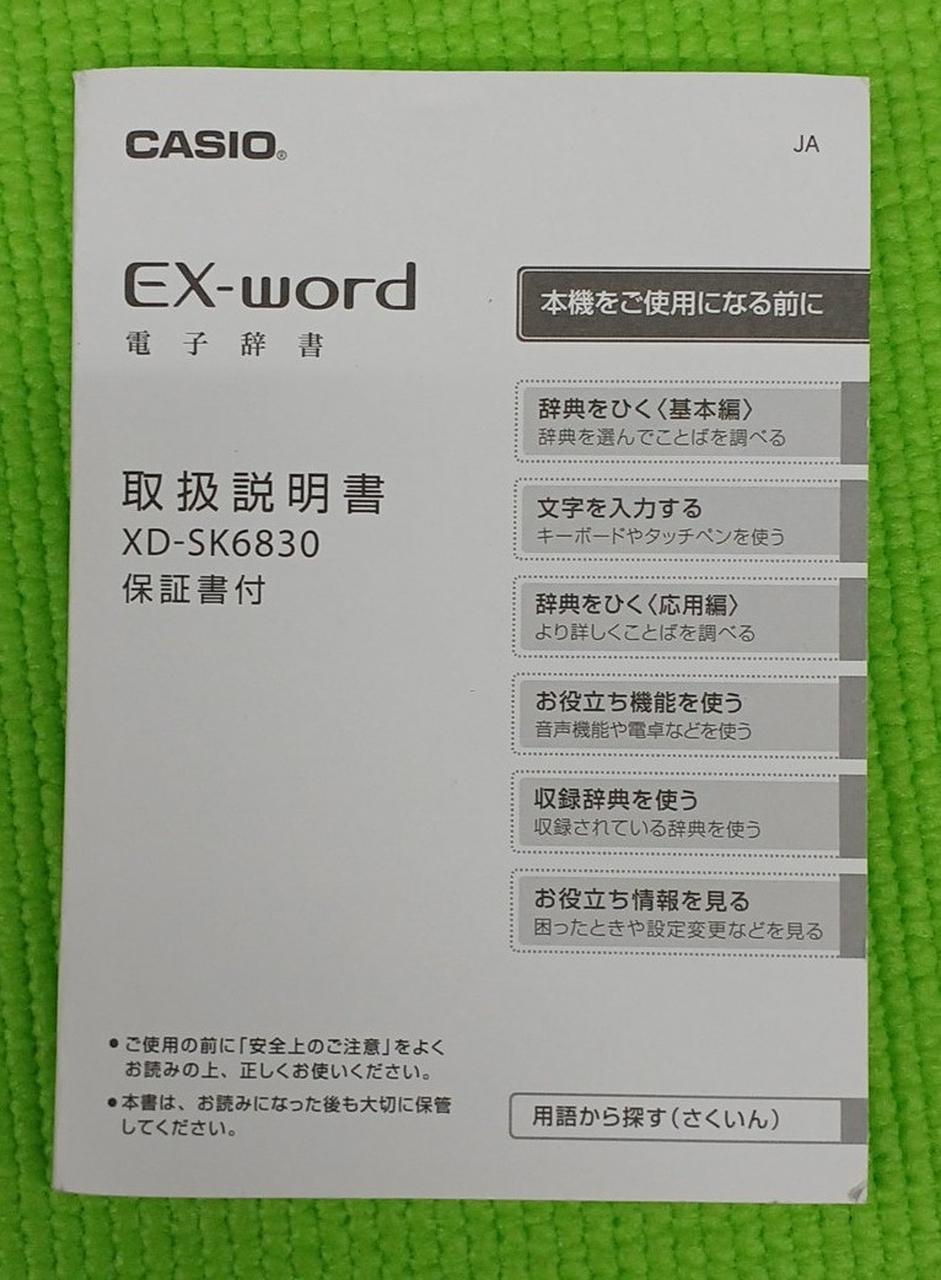 CASIO®
JA
EX-word
電子辞書
取扱説明書
XD-SK6830
保証書付
本機をご使用になる前に
辞典をひく〈基本編〉
辞典を選んでことばを調べる
文字を入力する
キーボードやタッチペンを使う
辞典をひく〈応用編〉
より詳しくことばを調べる
お役立ち機能を使う
音声機能や電卓などを使う
収録辞典を使う
収録されている辞典を使う
お役立ち情報を見る
困ったときや設定変更などを見る
●ご使用の前に「安全上のご注意」をよく
お読みの上、正しくお使いください。
●本書は、お読みになった後も大切に保管
してください。
用語から探す(さくいん)